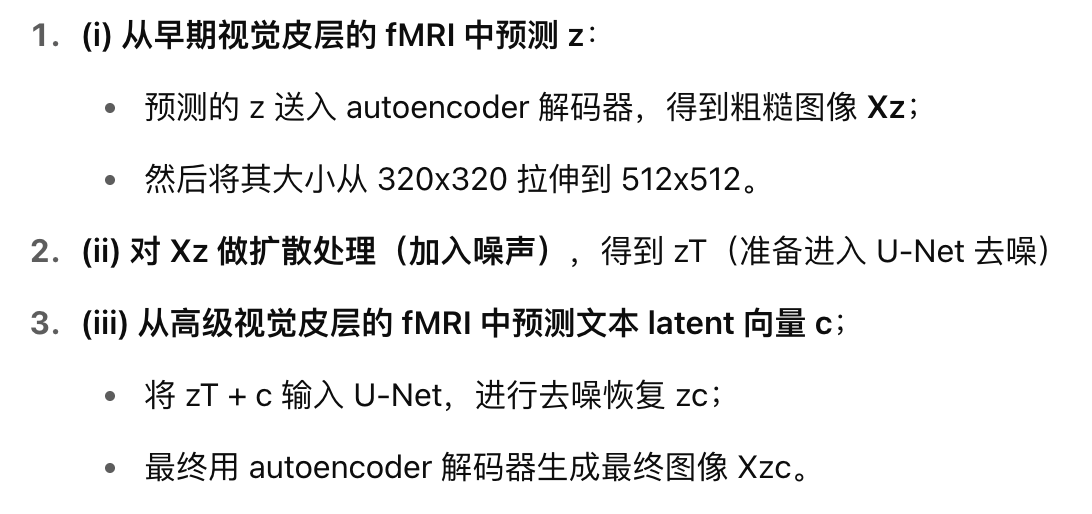 1. (i) 从早期视觉皮层的 fMRI 中预测 z：
• 预测的 z 送入 autoencoder 解码器，得到粗糙图像 Xz；
• 然后将其大小从 320x320 拉伸到 512x512。
2. (ii) 对 Xz 做扩散处理（加入噪声），得到 zT（准备进入 U-Net 去噪）
3. (iii) 从高级视觉皮层的 fMRI 中预测文本 latent 向量 c；
• 将 zT + c 输入 U-Net，进行去噪恢复 zc；
• 最终用 autoencoder 解码器生成最终图像 Xzc。